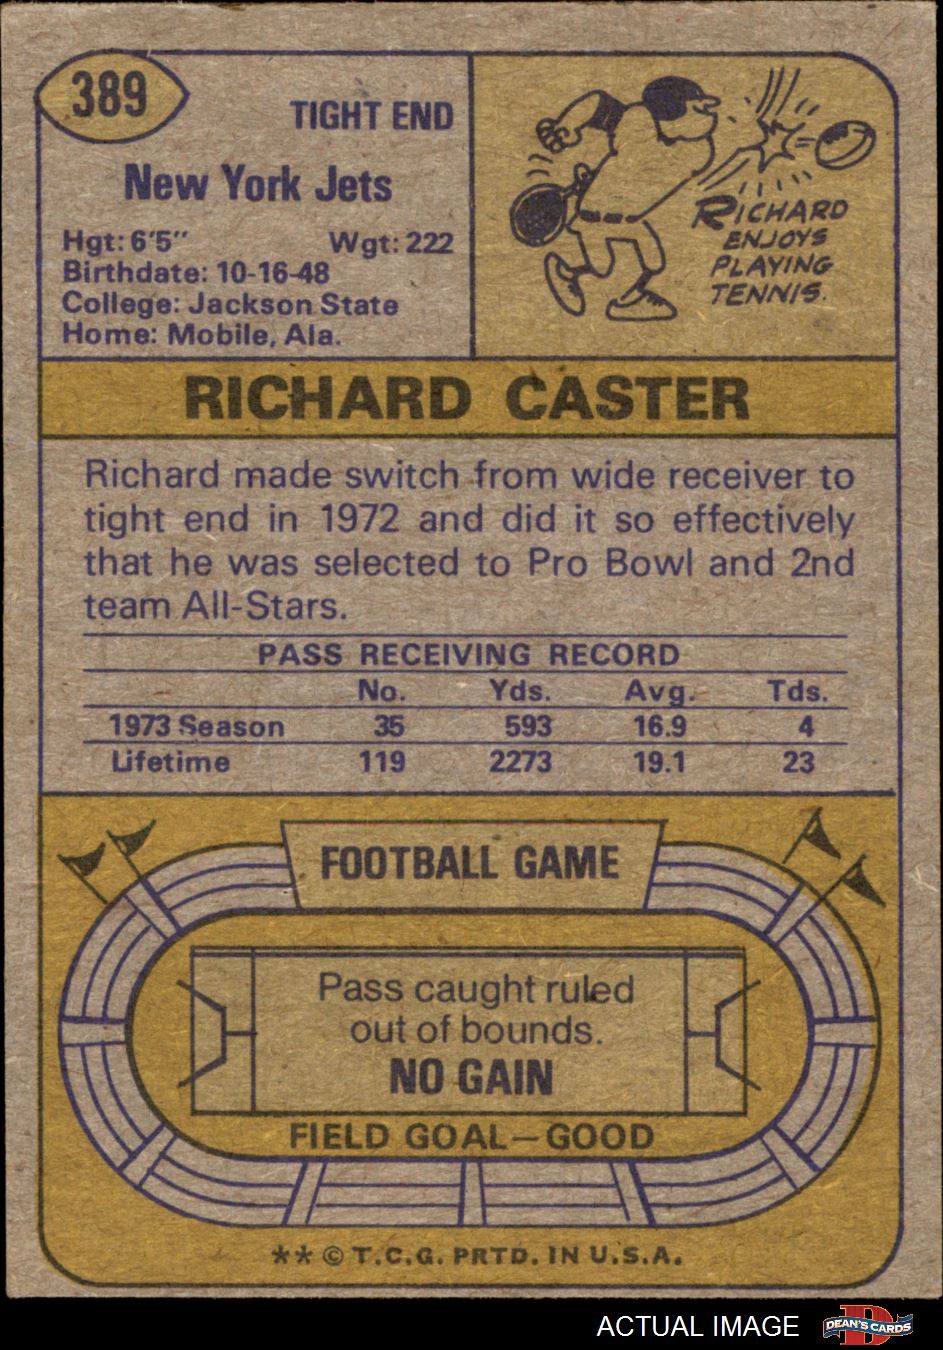 389
TIGHT END
New York Jets
Hgt: 6'5" Wgt: 222
Birthdate: 10-16-48
College: Jackson State
Home: Mobile, Ala.
RICHARD
ENJOYS
PLAYING
TENNIS.
RICHARD CASTER
Richard made switch from wide receiver to
tight end in 1972 and did it so effectively
that he was selected to Pro Bowl and 2nd
team All-Stars.
PASS RECEIVING RECORD
No. Yds. Avg. Tds.
1973 Season 35 593 16.9 4
Lifetime 119 2273 19.1 23
FOOTBALL GAME
Pass caught ruled
out of bounds.
NO GAIN
FIELD GOAL—GOOD
** © T.C.G. PRTD. IN U.S.A.
ACTUAL IMAGE
D
DEAN'S CARDS